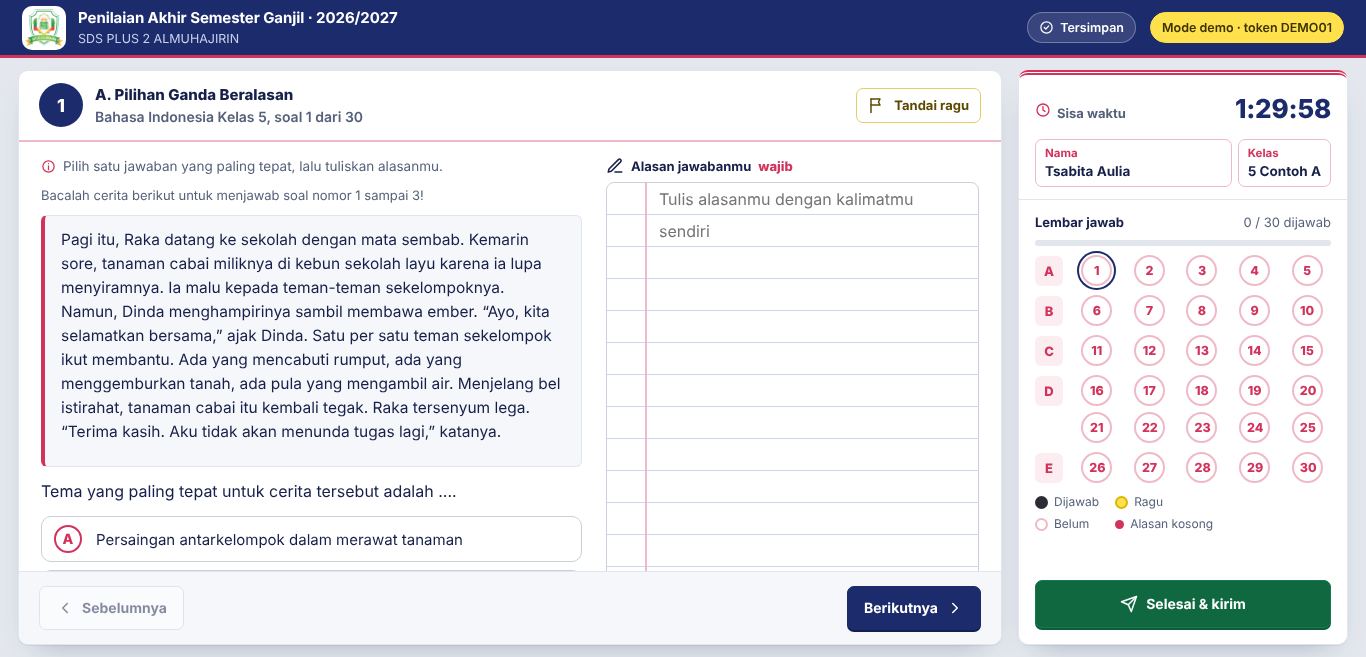 Penilaian Akhir Semester Ganjil · 2026/2027
SDS PLUS 2 ALMUHAJIRIN
Tersimpan
Mode demo · token DEMO01
1
A. Pilihan Ganda Beralasan
Bahasa Indonesia Kelas 5, soal 1 dari 30
Tandai ragu
Pilih satu jawaban yang paling tepat, lalu tuliskan alasanmu.
Bacalah cerita berikut untuk menjawab soal nomor 1 sampai 3!
Pagi itu, Raka datang ke sekolah dengan mata sembab. Kemarin
sore, tanaman cabai miliknya di kebun sekolah layu karena ia lupa
menyiramnya. Ia malu kepada teman-teman sekelompoknya.
Namun, Dinda menghampirinya sambil membawa ember. “Ayo, kita
selamatkan bersama,” ajak Dinda. Satu per satu teman sekelompok
ikut membantu. Ada yang mencabuti rumput, ada yang
menggemburkan tanah, ada pula yang mengambil air. Menjelang bel
istirahat, tanaman cabai itu kembali tegak. Raka tersenyum lega.
“Terima kasih. Aku tidak akan menunda tugas lagi,” katanya.
Tema yang paling tepat untuk cerita tersebut adalah ....
A Persaingan antarkelompok dalam merawat tanaman
Alasan jawabanmu wajib
Tulis alasanmu dengan kalimatmu
sendiri
Sebelumnya
Berikutnya
Sisa waktu
1:29:58
Nama
Tsabita Aulia
Kelas
5 Contoh A
Lembar jawab
0 / 30 dijawab
A 1 2 3 4 5
B 6 7 8 9 10
C 11 12 13 14 15
D 16 17 18 19 20
21 22 23 24 25
E 26 27 28 29 30
Dijawab
Ragu
Belum
Alasan kosong
Selesai & kirim